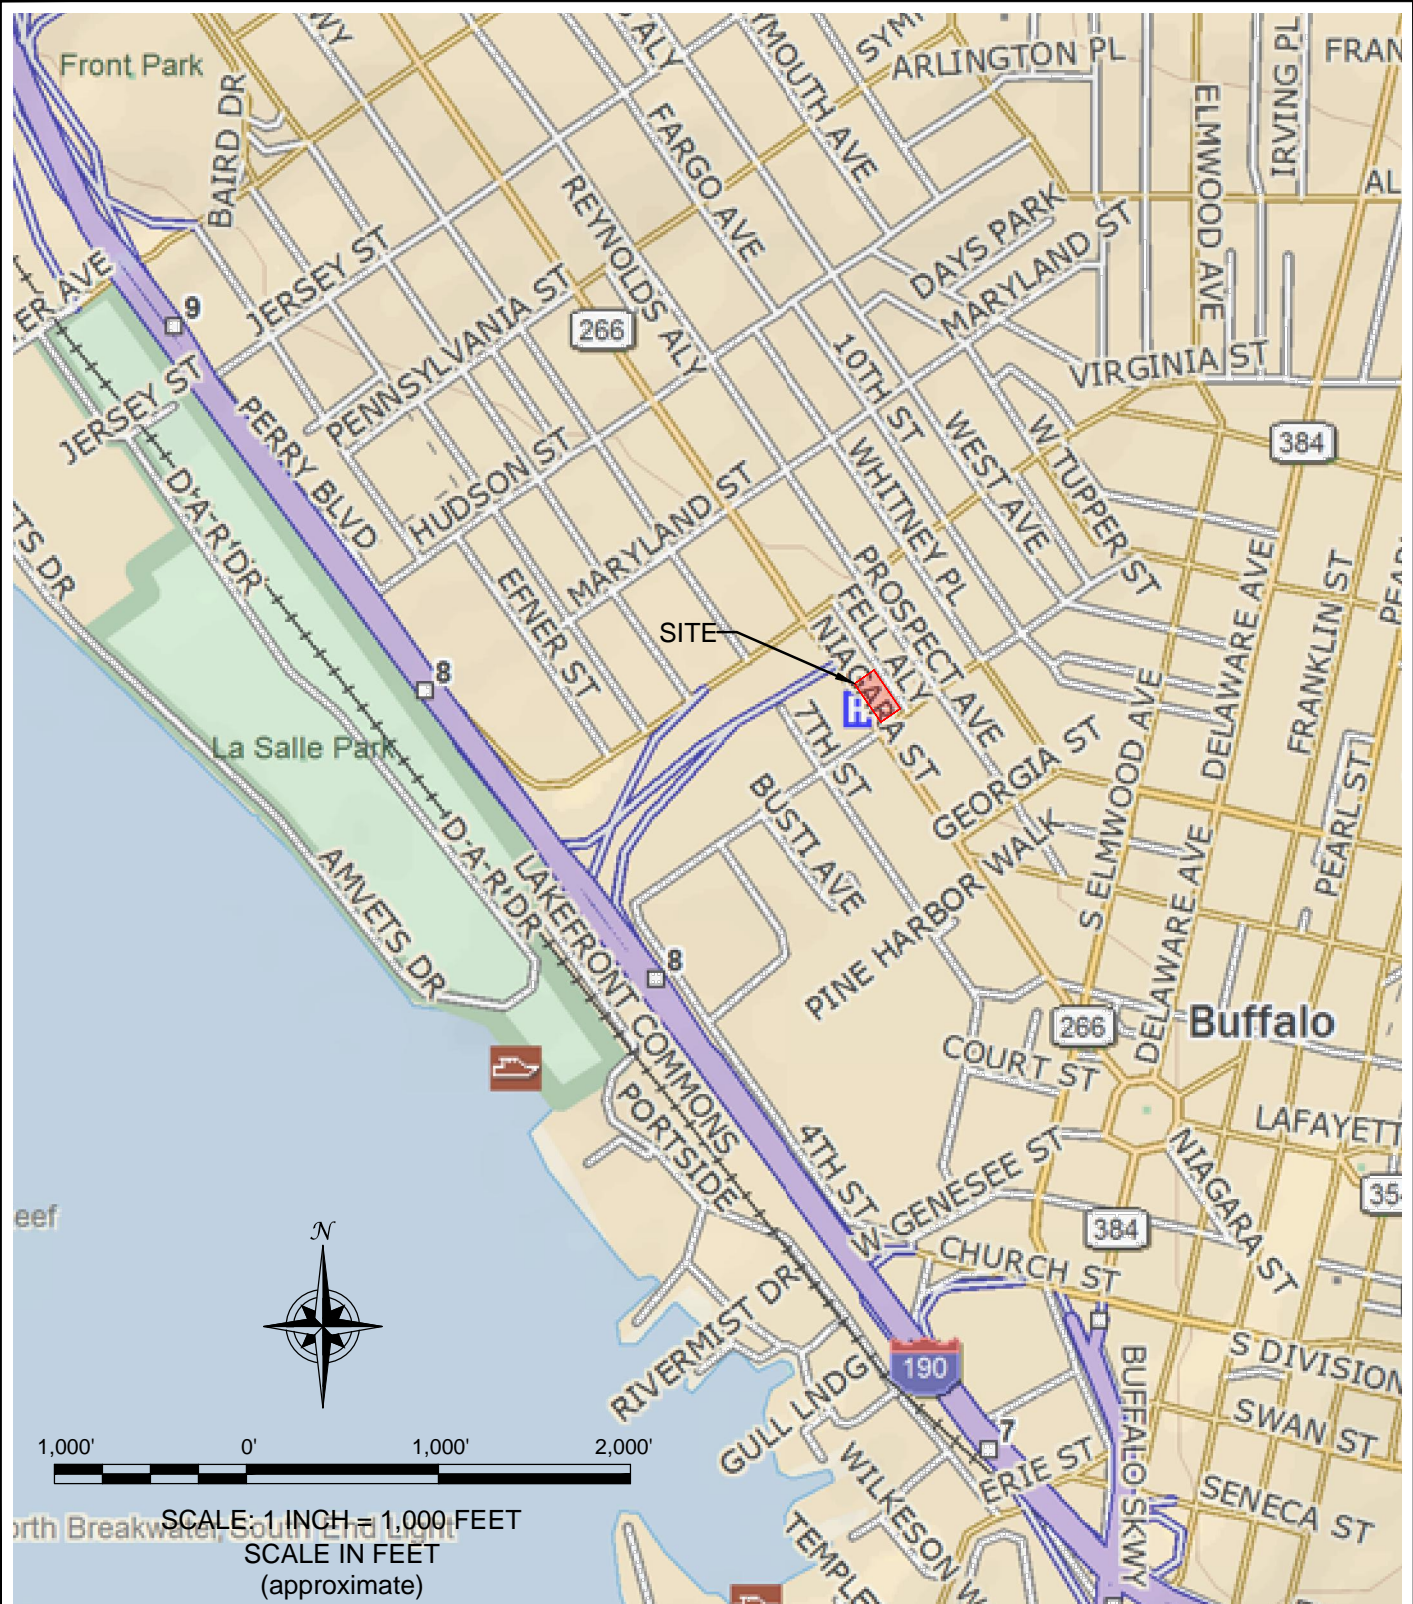 Front Park
BAIRD DR
ARLINGTON PL
ELMWOOD AVE
IRVING PL
FARGO AVE
REYNOLDS ALY
DAYS PARK
MARYLAND ST
JERSEY ST
PENNSYLVANIA ST
266
9
10TH ST
VIRGINIA ST
JERSEY ST
PERRY BLVD
HUDSON ST
MARYLAND ST
WHITNEY PL
WEST AVE
W TUPPER ST
384
D-A-R DR
EFNER ST
PROSPECT AVE
FELL ALY
NIAGARA ST
SITE
H
8
La Salle Park
7TH ST
BUSTI AVE
GEORGIA ST
PINE HARBOR WALK
S ELMWOOD AVE
DELAWARE AVE
DELAWARE AVE
FRANKLIN ST
PEARL ST
AMVETS DR
D-A-R DR
LAKEFRONT COMMONS
8
266
Buffalo
COURT ST
PORTSIDE
4TH ST
W GENESEE ST
NIAGARA ST
384
CHURCH ST
N
RIVERMIST DR
GULL LNDG
190
7
ERIE ST
BUFFALO SKWY
S DIVISION
SWAN ST
SENECA ST
WILKESON W
1,000' 0' 1,000' 2,000'
SCALE: 1 INCH = 1,000 FEET
orth Breakwater, South End Light
SCALE IN FEET
(approximate)